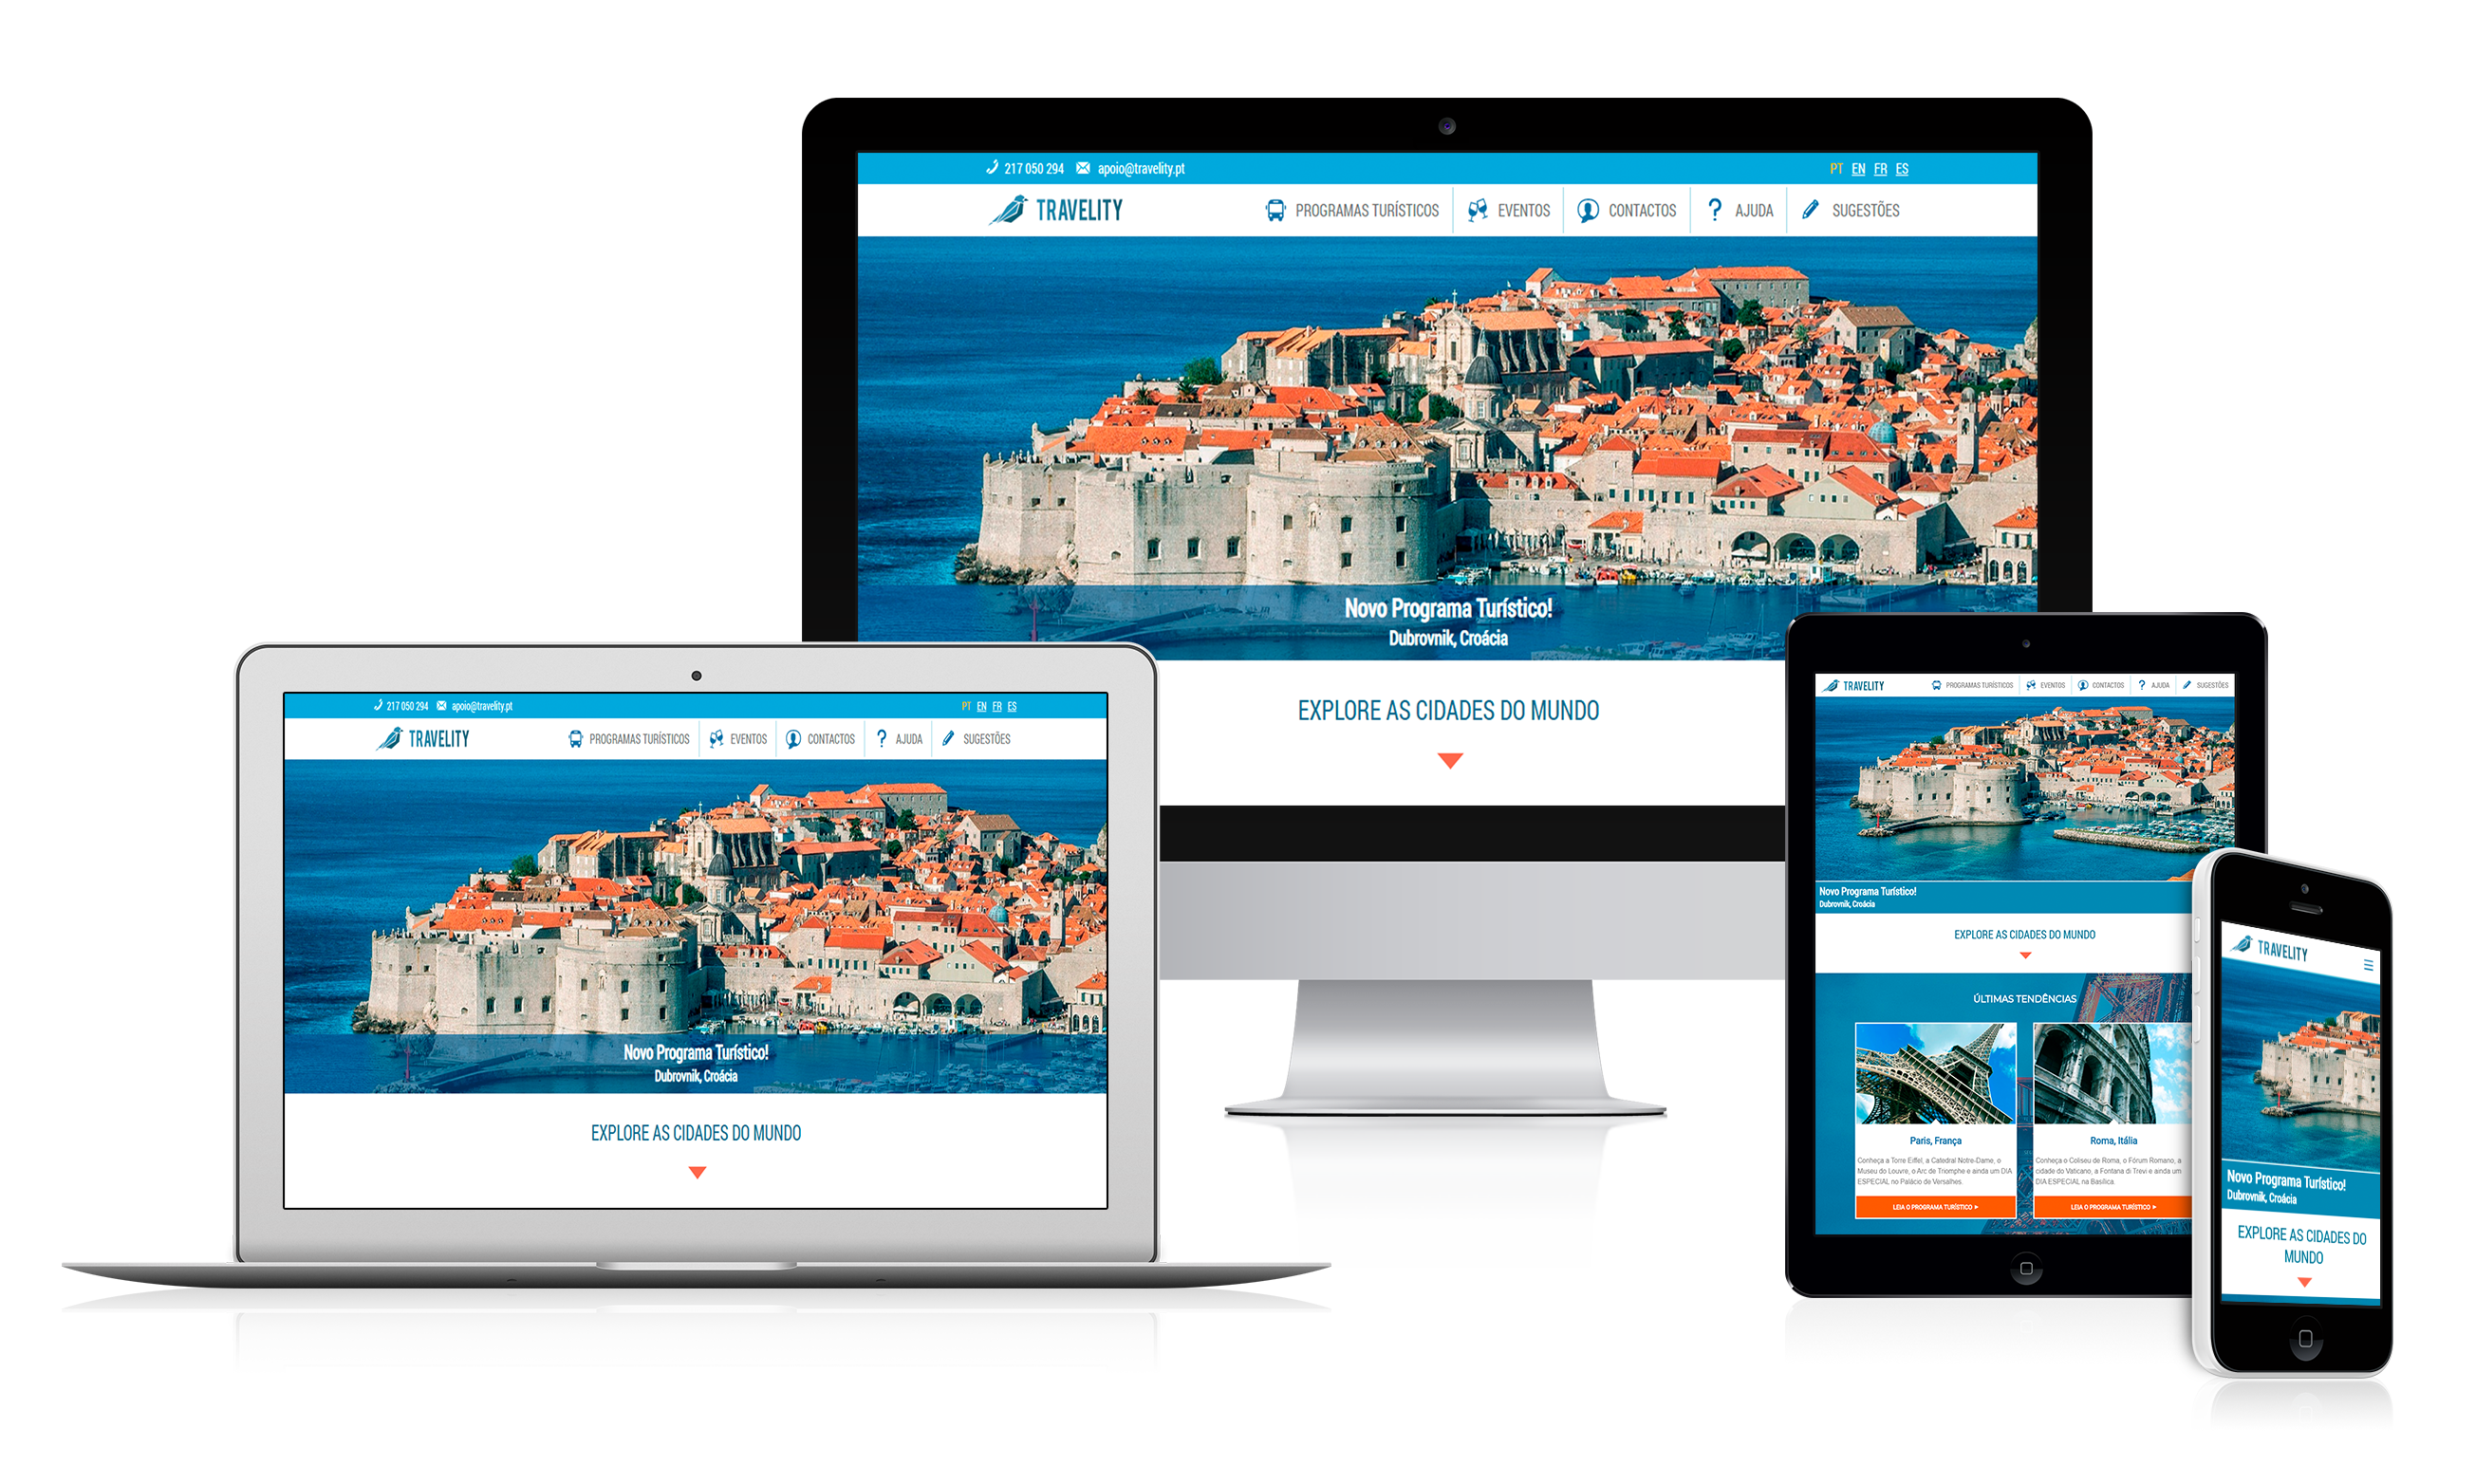 217 050 294 apoio@travelity.pt PT EN FR ES
TRAVELITY PROGRAMAS TURÍSTICOS EVENTOS CONTACTOS ? AJUDA SUGESTÕES
Novo Programa Turístico!
Dubrovnik, Croácia
EXPLORE AS CIDADES DO MUNDO
217 050 294 apoio@travelity.pt PT EN FR ES
TRAVELITY PROGRAMAS TURÍSTICOS EVENTOS CONTACTOS ? AJUDA SUGESTÕES
Novo Programa Turístico!
Dubrovnik, Croácia
EXPLORE AS CIDADES DO MUNDO
TRAVELITY PROGRAMAS TURÍSTICOS EVENTOS CONTACTOS ? AJUDA SUGESTÕES
Novo Programa Turístico!
Dubrovnik, Croácia
EXPLORE AS CIDADES DO MUNDO
ÚLTIMAS TENDÊNCIAS
Paris, França
Conheça a Torre Eiffel, a Catedral Notre-Dame, o
Museu do Louvre, o Arc de Triomphe e ainda um DIA
ESPECIAL no Palácio de Versalhes.
LEIA O PROGRAMA TURÍSTICO ➤
Roma, Itália
Conheça o Coliseu de Roma, o Fórum Romano, a
cidade do Vaticano, a Fontana di Trevi e ainda um
DIA ESPECIAL na Basílica.
LEIA O PROGRAMA TURÍSTICO ➤
TRAVELITY
Novo Programa Turístico!
Dubrovnik, Croácia
EXPLORE AS CIDADES DO
MUNDO